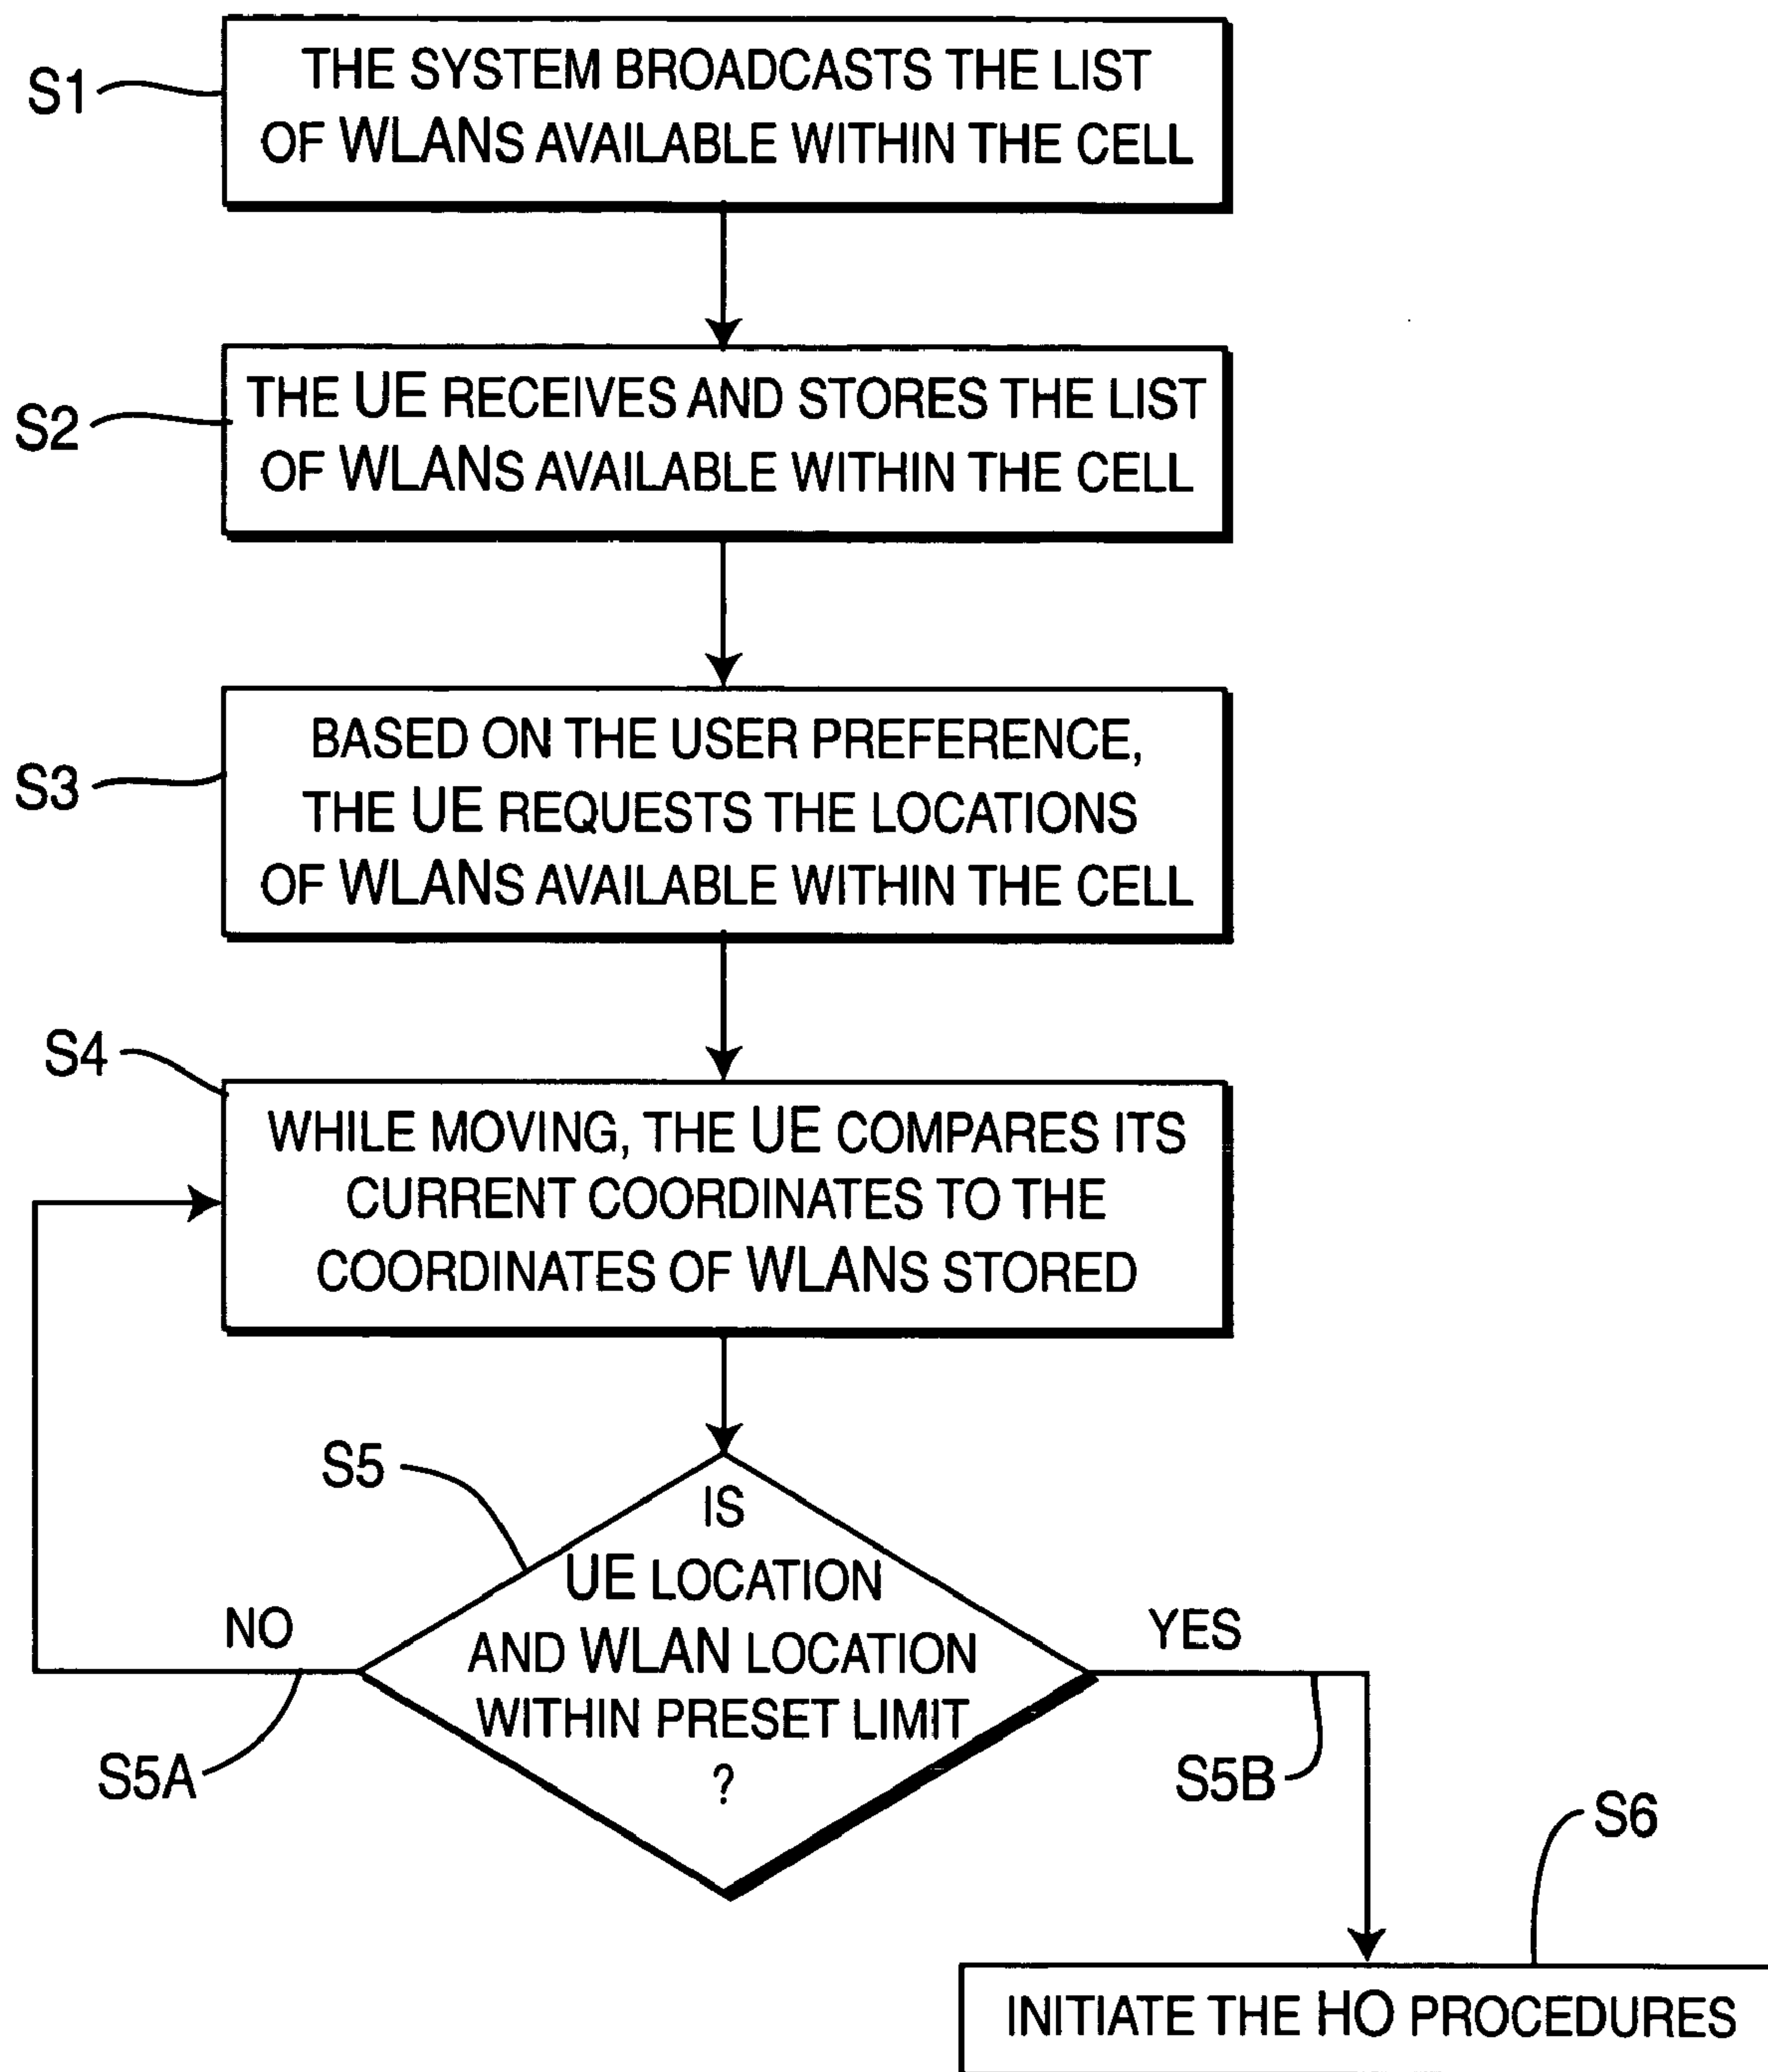 S1
THE SYSTEM BROADCASTS THE LIST
OF WLANS AVAILABLE WITHIN THE CELL
S2
THE UE RECEIVES AND STORES THE LIST
OF WLANS AVAILABLE WITHIN THE CELL
S3
BASED ON THE USER PREFERENCE,
THE UE REQUESTS THE LOCATIONS
OF WLANS AVAILABLE WITHIN THE CELL
S4
WHILE MOVING, THE UE COMPARES ITS
CURRENT COORDINATES TO THE
COORDINATES OF WLANS STORED
S5
IS
UE LOCATION
AND WLAN LOCATION
WITHIN PRESET LIMIT
?
NO
YES
S5A
S5B
S6
INITIATE THE HO PROCEDURES